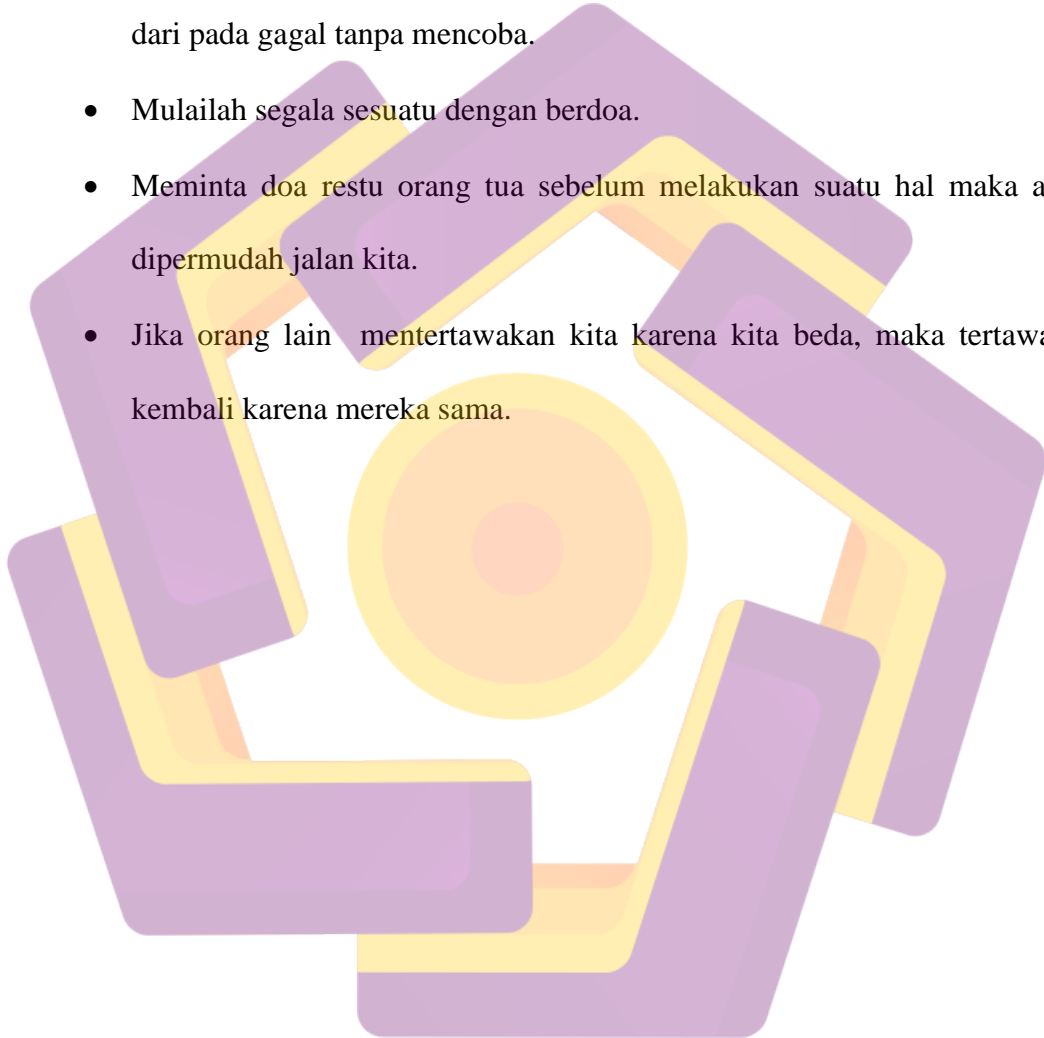 dari pada gagal tanpa mencoba.
• Mulailah segala sesuatu dengan berdoa.
• Meminta doa restu orang tua sebelum melakukan suatu hal maka
dipermudah jalan kita.
• Jika orang lain mentertawakan kita karena kita beda, maka
kembali karena mereka sama.